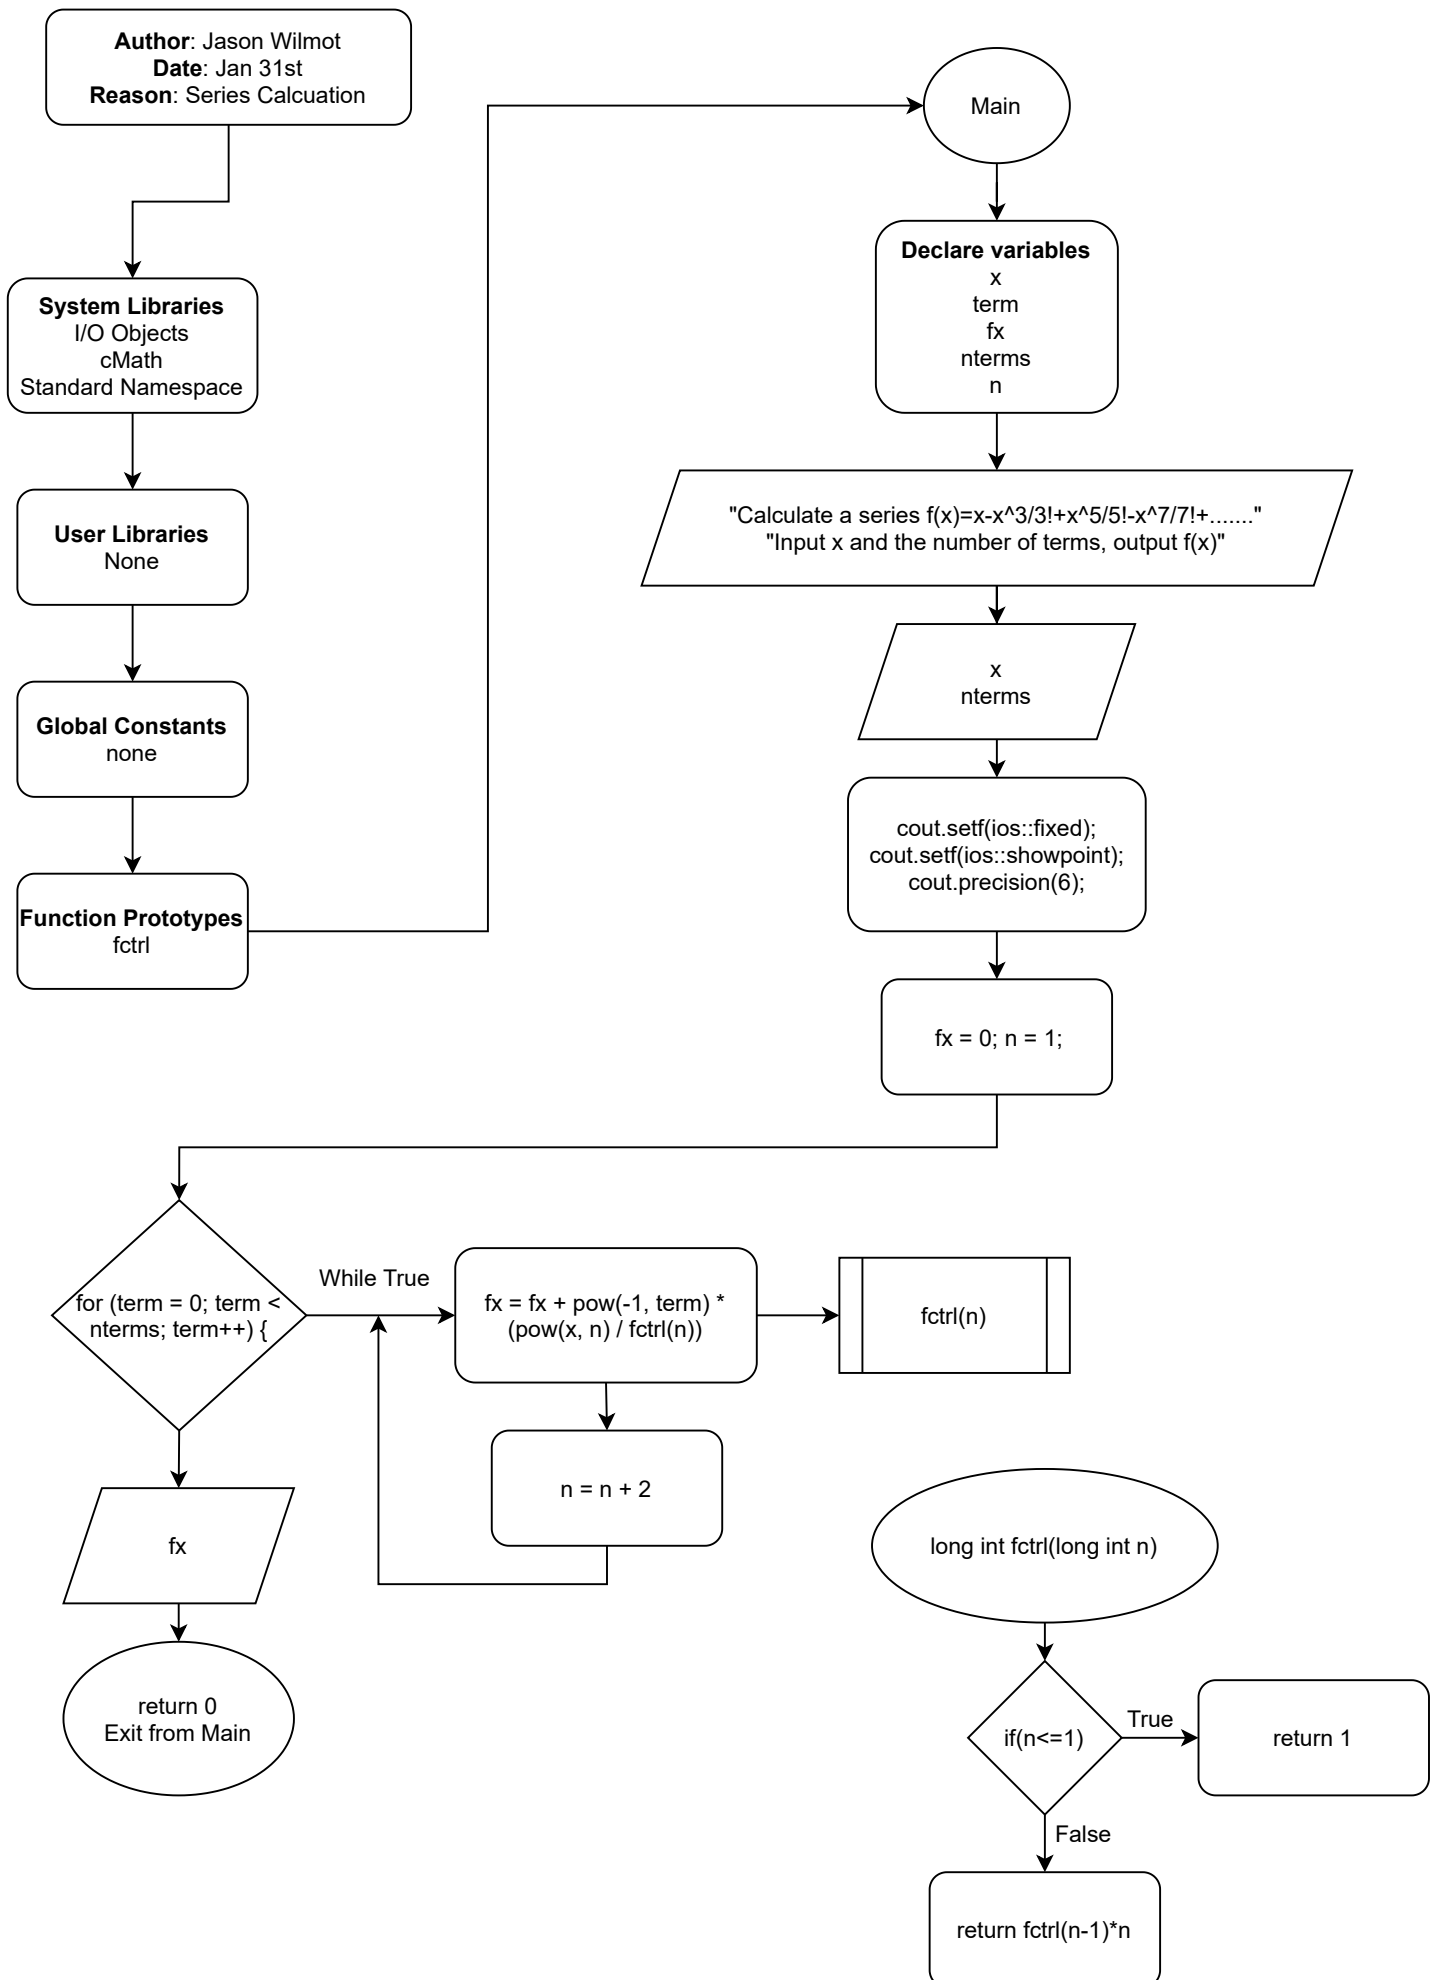 Author: Jason Wilmot
Date: Jan 31st
Reason: Series Calcuation
System Libraries
I/O Objects
cMath
Standard Namespace
User Libraries
None
Global Constants
none
Function Prototypes
fctrl
Main
Declare variables
x
term
fx
nterms
n
"Calculate a series f(x)=x-x^3/3!+x^5/5!-x^7/7!+......."
"Input x and the number of terms, output f(x)"
x
nterms
cout.setf(ios::fixed);
cout.setf(ios::showpoint);
cout.precision(6);
fx = 0; n = 1;
for (term = 0; term <
nterms; term++) {
While True
fx = fx + pow(-1, term) *
(pow(x, n) / fctrl(n))
fctrl(n)
n = n + 2
fx
return 0
Exit from Main
long int fctrl(long int n)
if(n<=1)
True
return 1
False
return fctrl(n-1)*n